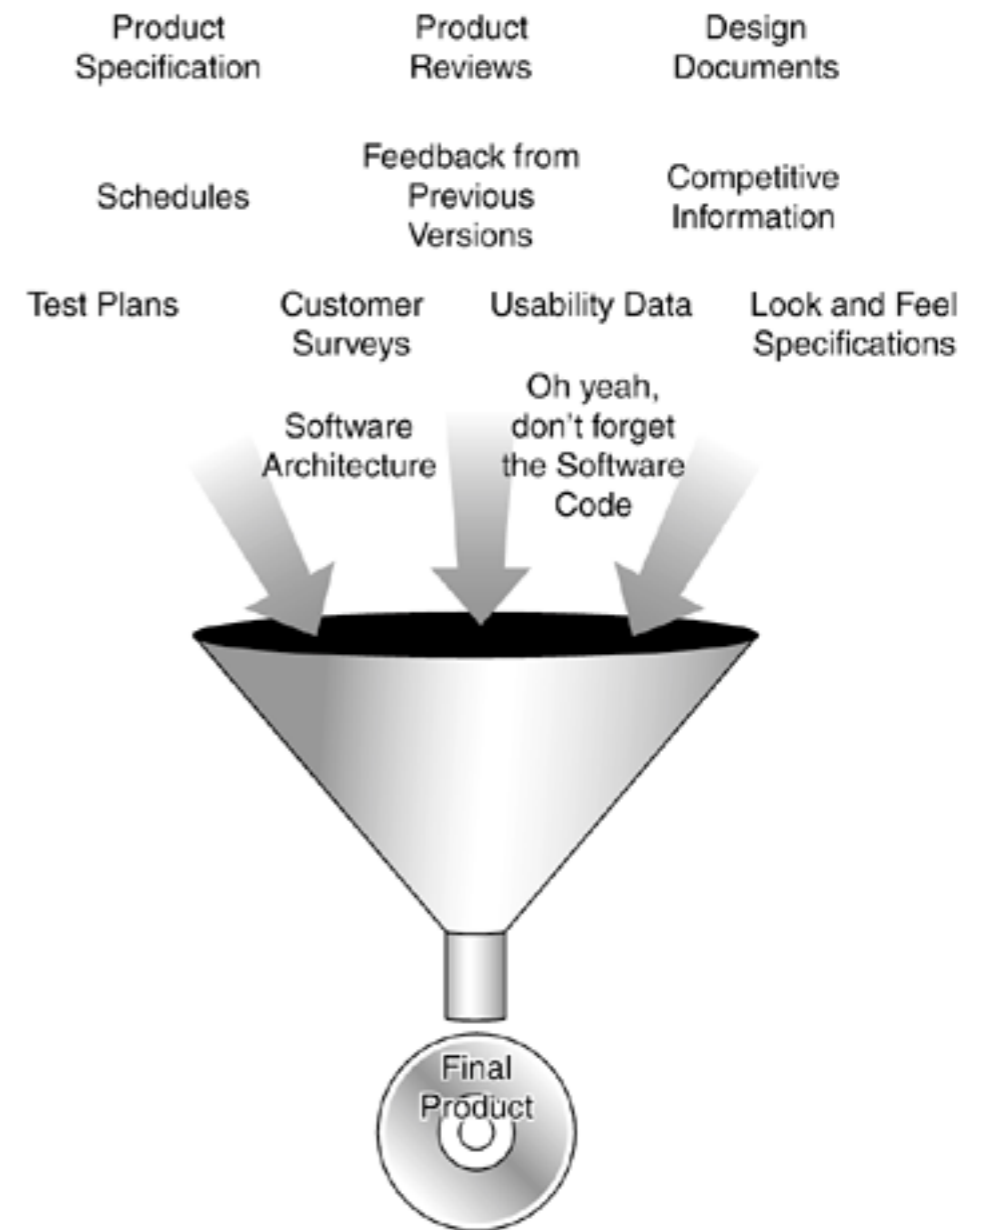 Product
Specification
Product
Reviews
Design
Documents
Schedules
Feedback from
Previous
Versions
Competitive
Information
Test Plans
Customer
Surveys
Usability Data
Look and Feel
Specifications
Software
Architecture
Oh yeah,
don't forget
the Software
Code
Final
Product